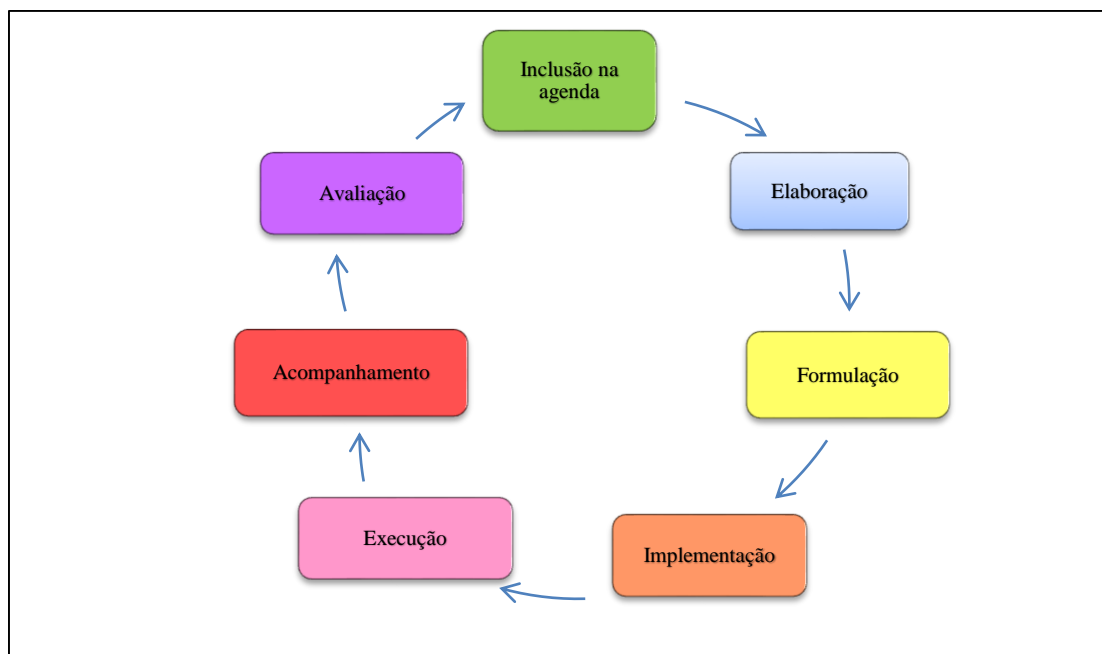 Inclusão na
agenda
Elaboração
Formulação
Implementação
Execução
Acompanhamento
Avaliação